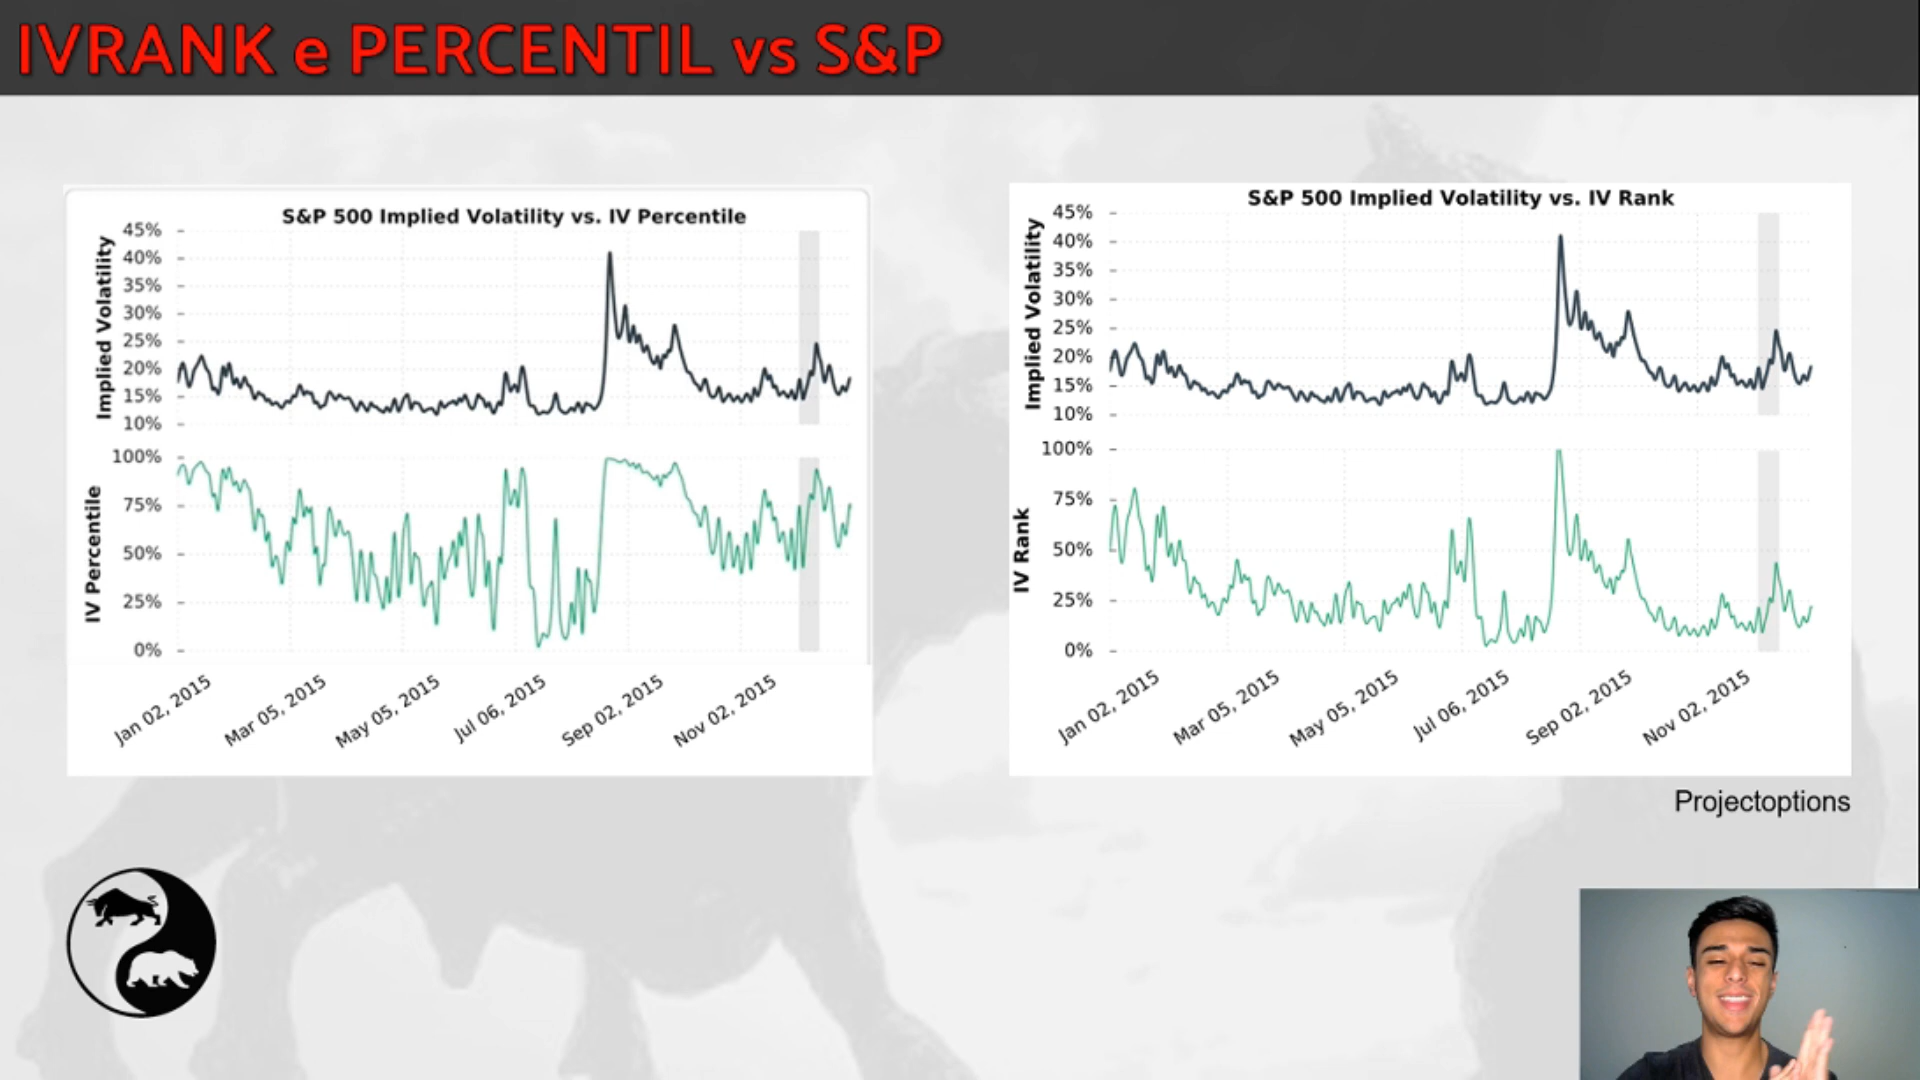 IVRANK e PERCENTIL vs S&P
S&P 500 Implied Volatility vs. IV Percentile
Implied Volatility
45%
40%
35%
30%
25%
20%
15%
10%
IV Percentile
100%
75%
50%
25%
0%
Jan 02, 2015
Mar 05, 2015
May 05, 2015
Jul 06, 2015
Sep 02, 2015
Nov 02, 2015
S&P 500 Implied Volatility vs. IV Rank
Implied Volatility
45%
40%
35%
30%
25%
20%
15%
10%
IV Rank
100%
75%
50%
25%
0%
Jan 02, 2015
Mar 05, 2015
May 05, 2015
Jul 06, 2015
Sep 02, 2015
Nov 02, 2015
Projectoptions